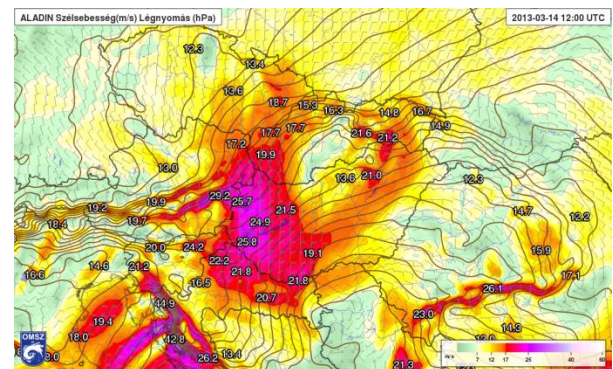 ALADIN Szélsebesség(m/s) Légnyomás (hPa)
2013-03-14 12:00 UTC
12.3
13.4
13.6
18.7 15.3 16.3 14.8 16.7
17.7 17.7 21.6 21.2 14.9
17.2 19.9
13.0 13.6 21.0 12.3
29.2 25.7
19.2 19.9 21.5 14.7 12.2
18.4 19.7 24.9
20.0 24.2 25.8 19.1 15.9
16.6 14.6 21.2 22.2 21.8 21.8 17.1
16.5 26.1
44.9 20.7
19.4 23.0
18.0 14.3
42.8
8.0 26.2 13.4 21.3
OMSZ
m/s 7 12 17 25 40 60